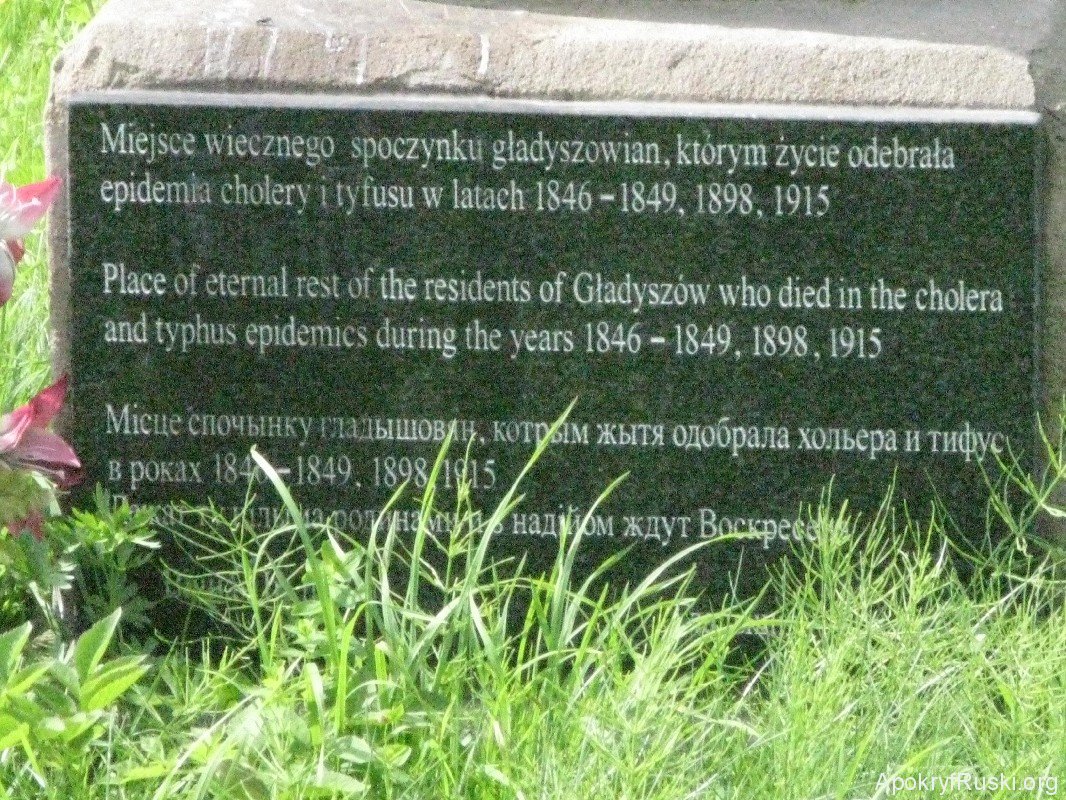 Miejsce wiecznego spoczynku gładyszowian, którym życie odebrała
epidemia cholery i tyfusu w latach 1846 – 1849, 1898, 1915
Place of eternal rest of the residents of Gładyszów who died in the cholera
and typhus epidemics during the years 1846 – 1849, 1898, 1915
Місце спочынку гладышовян, котрым жытя одобрала хольера и тифус
в роках 1846 – 1849, 1898, 1915
родинами и в надійом ждут
ApokryfRuski.org